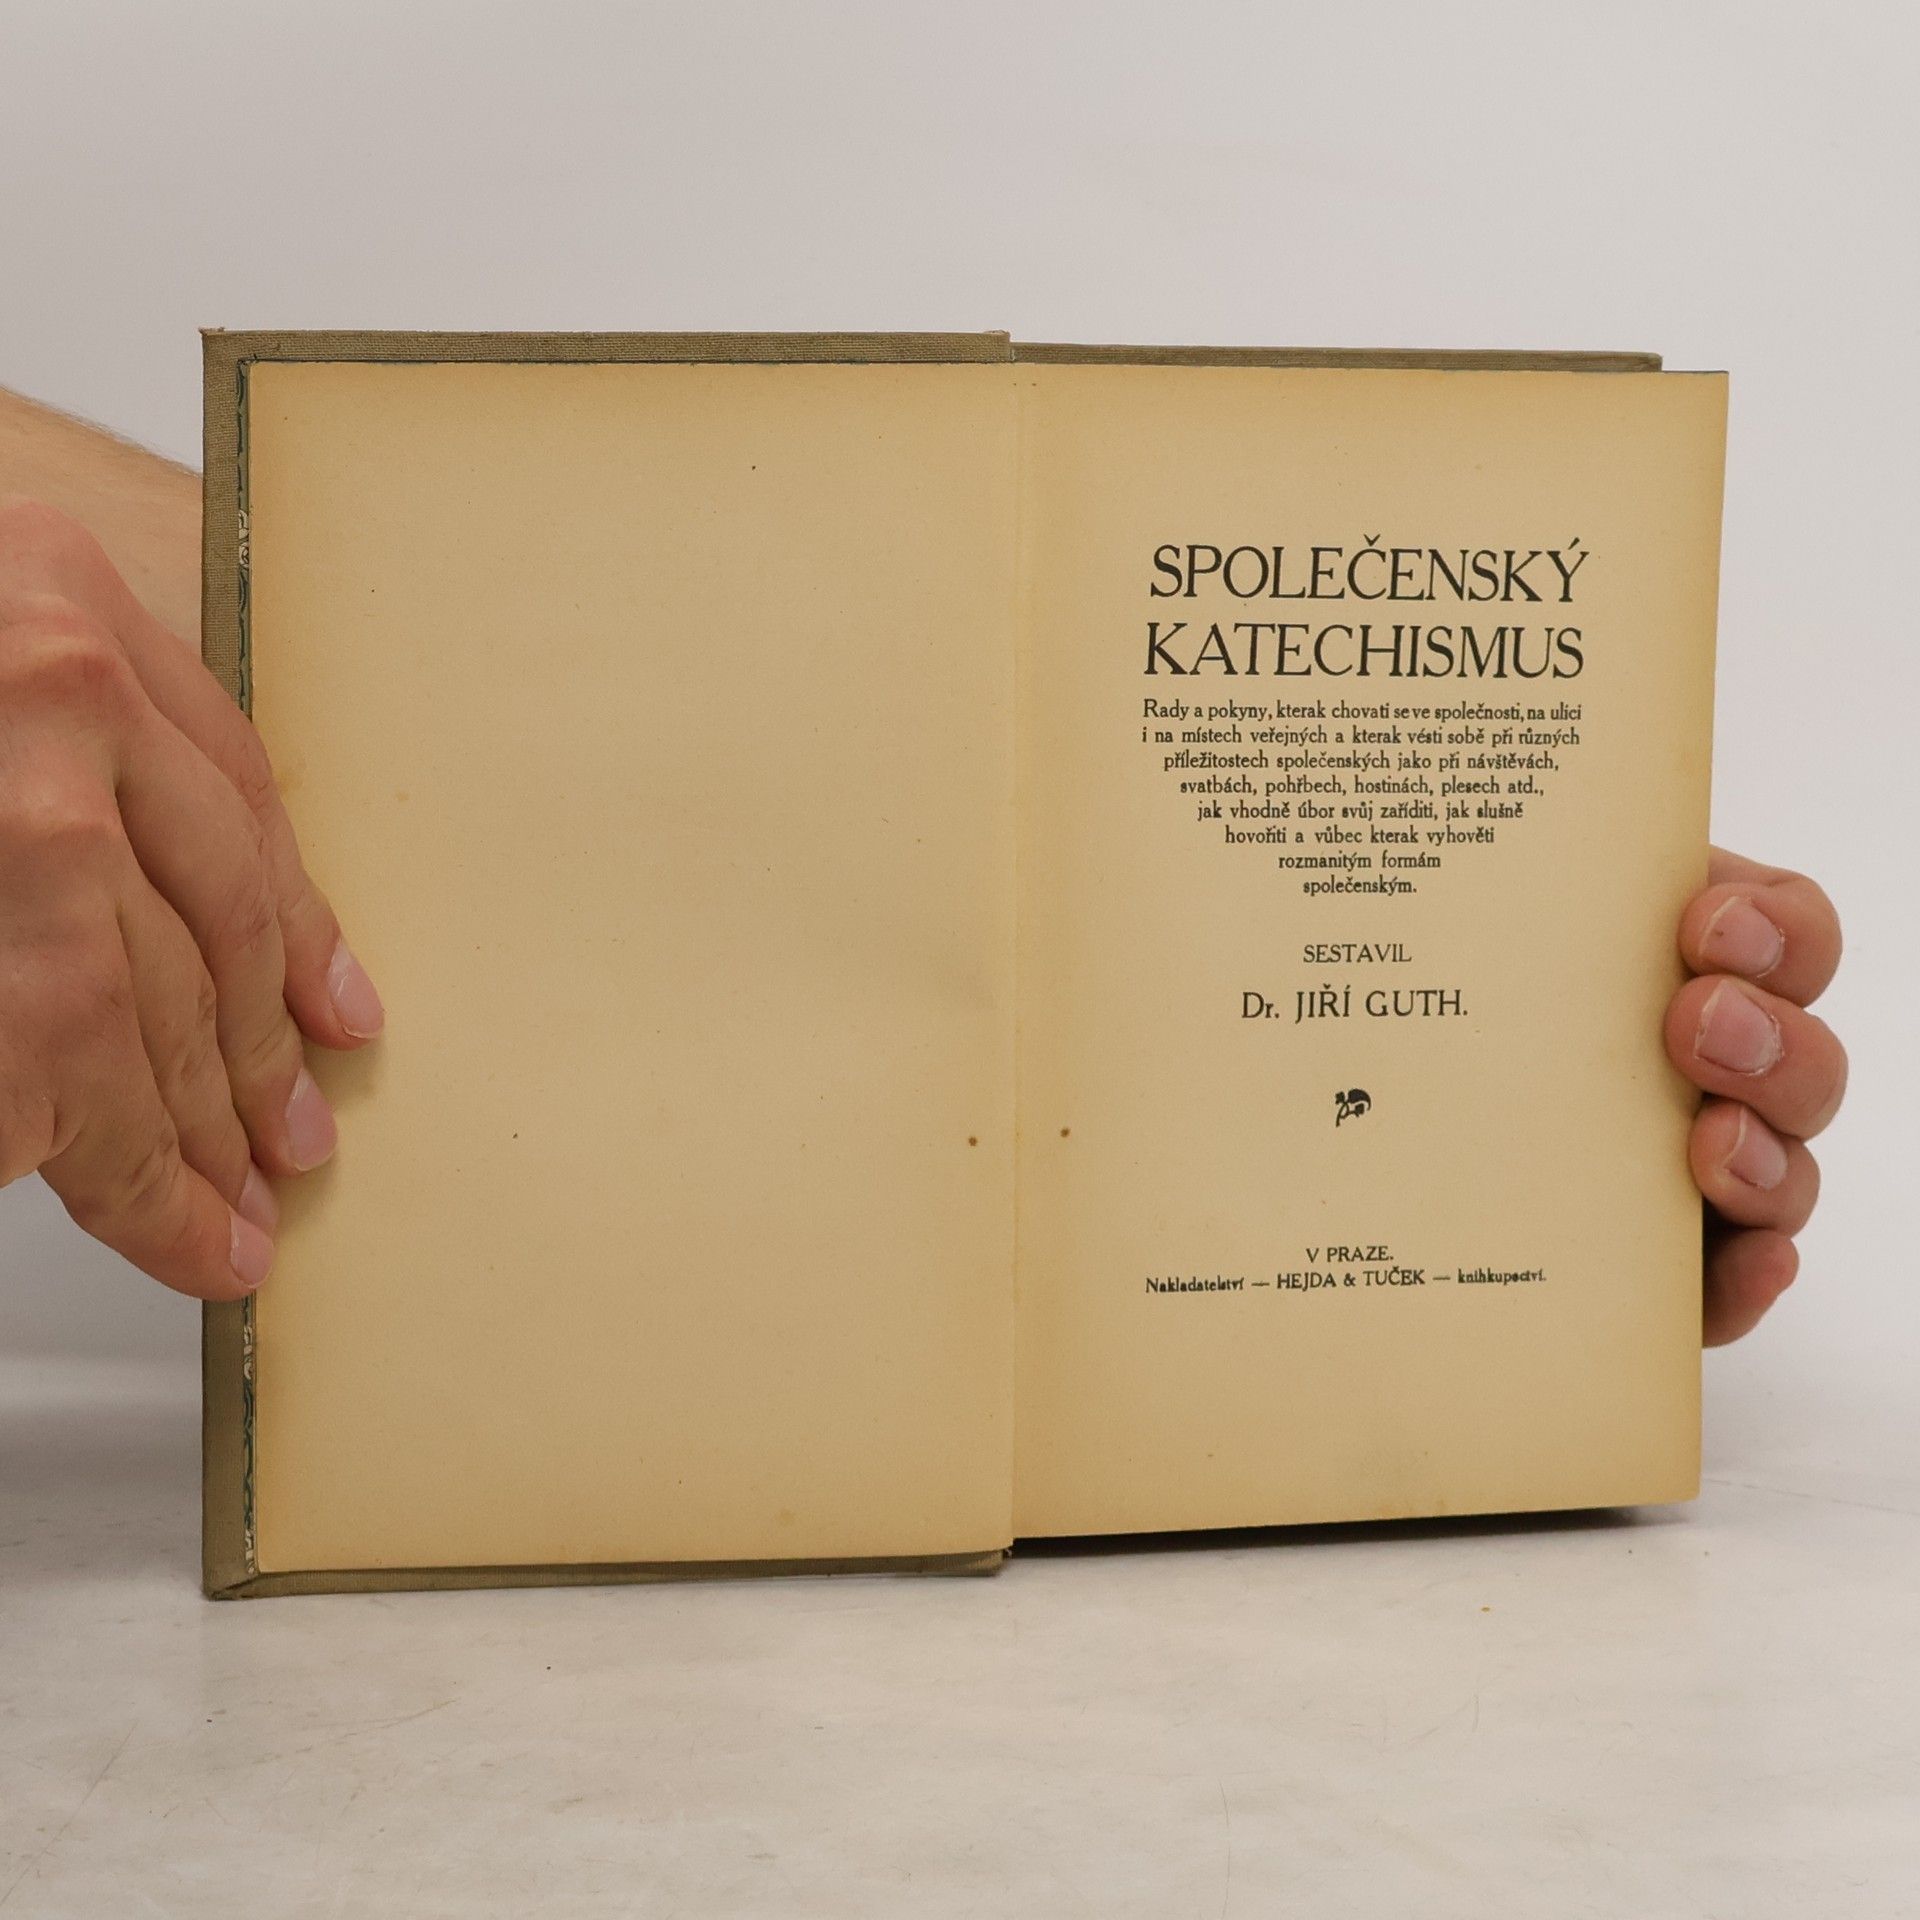 SPOLEČENSKÝ
KATECHISMUS
Rady a pokyny, kterak chovati se ve společnosti, na ulici
i na místech veřejných a kterak vésti sobě při různých
příležitostech společenských jako při návštěvách,
svatbách, pohřbech, hostinách, plesech atd.,
jak vhodně úbor svůj zaříditi, jak slušně
hovořiti a vůbec kterak vyhověti
rozmanitým formám
společenským.
SESTAVIL
Dr. JIŘÍ GUTH.
V PRAZE.
Nakladatelství — HEJDA & TUČEK — knihkupectví.